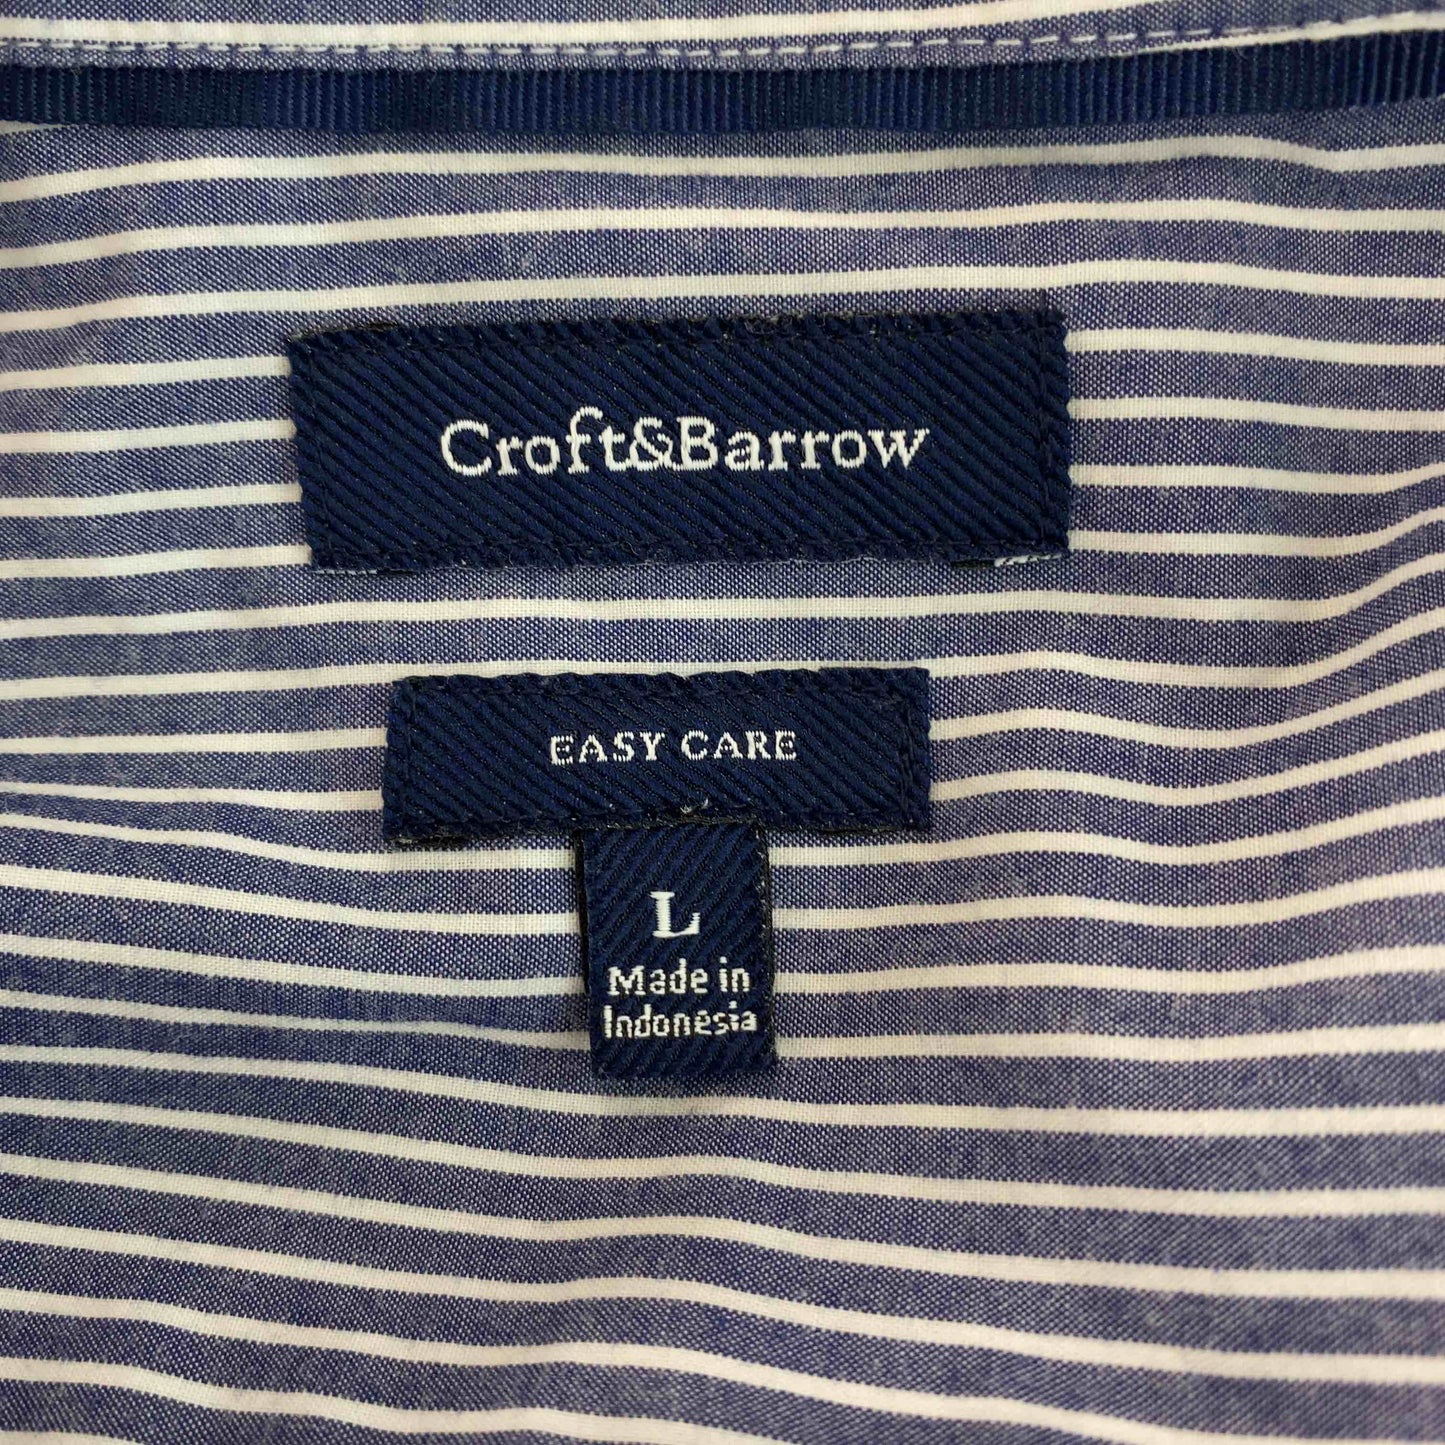 Croft&Barrow
EASY CARE
L
Made in
Indonesia